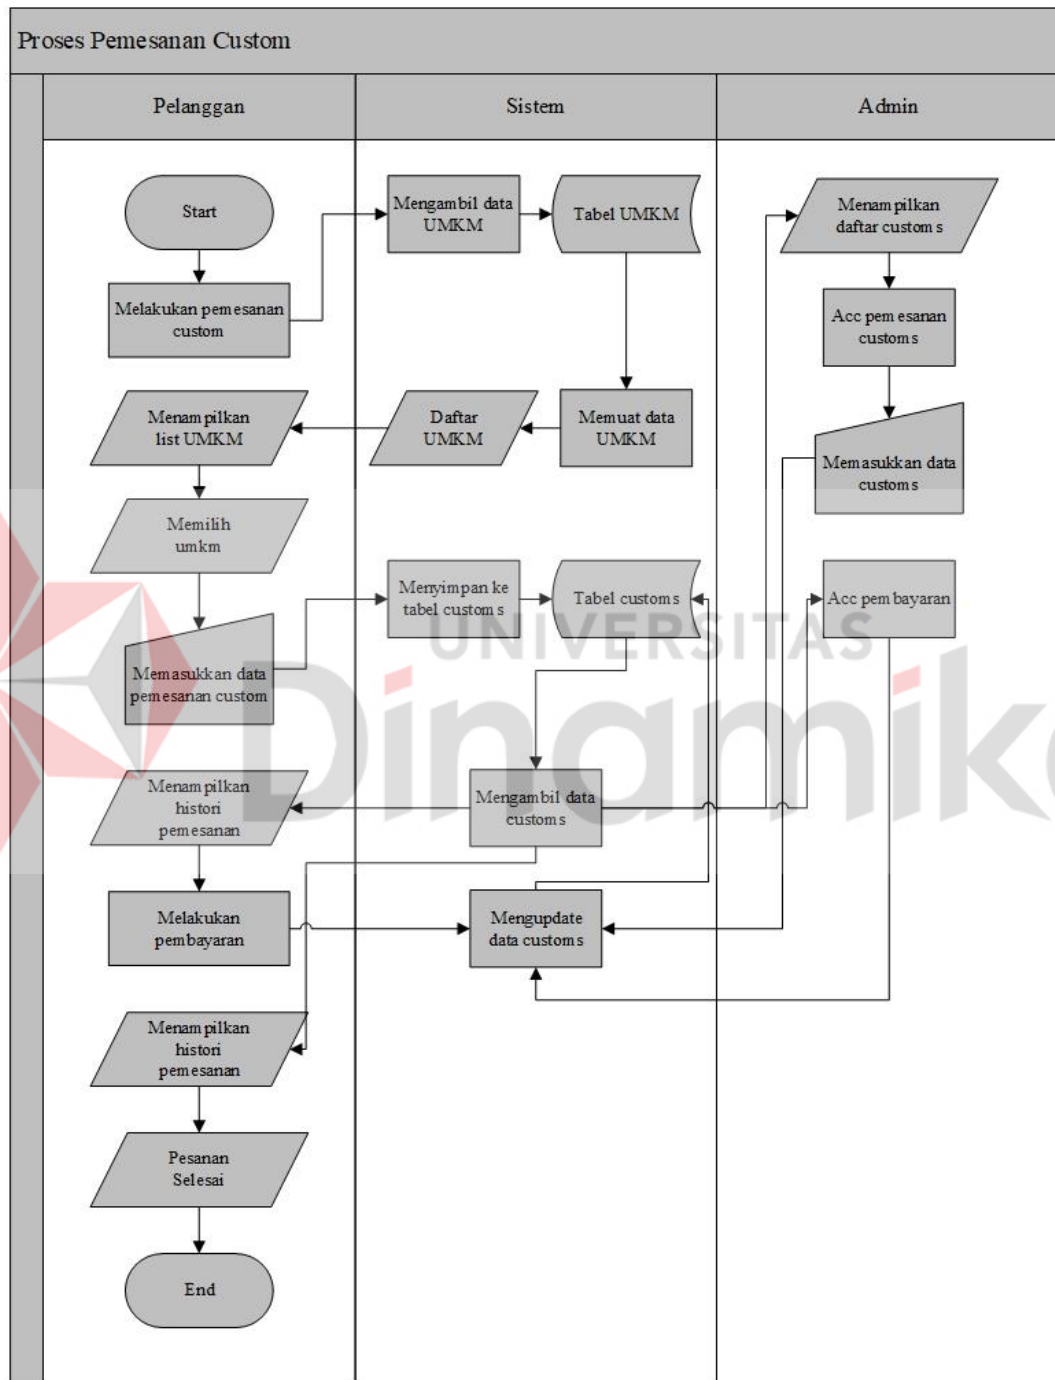 Proses Pemesanan Custom
Pelanggan
Sistem
Admin
Start
Melakukan pemesanan
custom
Menampilkan
list UMKM
Memilih
umkm
Memasukkan data
pemesanan custom
Menampilkan
histori
pemesanan
Melakukan
pembayaran
Menampilkan
histori
pemesanan
Pesanan
Selesai
End
Mengambil data
UMKM
Tabel UMKM
Daftar
UMKM
Memuat data
UMKM
Menyimpan ke
tabel customs
Tabel customs
Mengambil data
customs
Mengupdate
data customs
Menampilkan
daftar customs
Acc pemesanan
customs
Memasukkan data
customs
Acc pembayaran
UNIVERSITAS
Dinamika